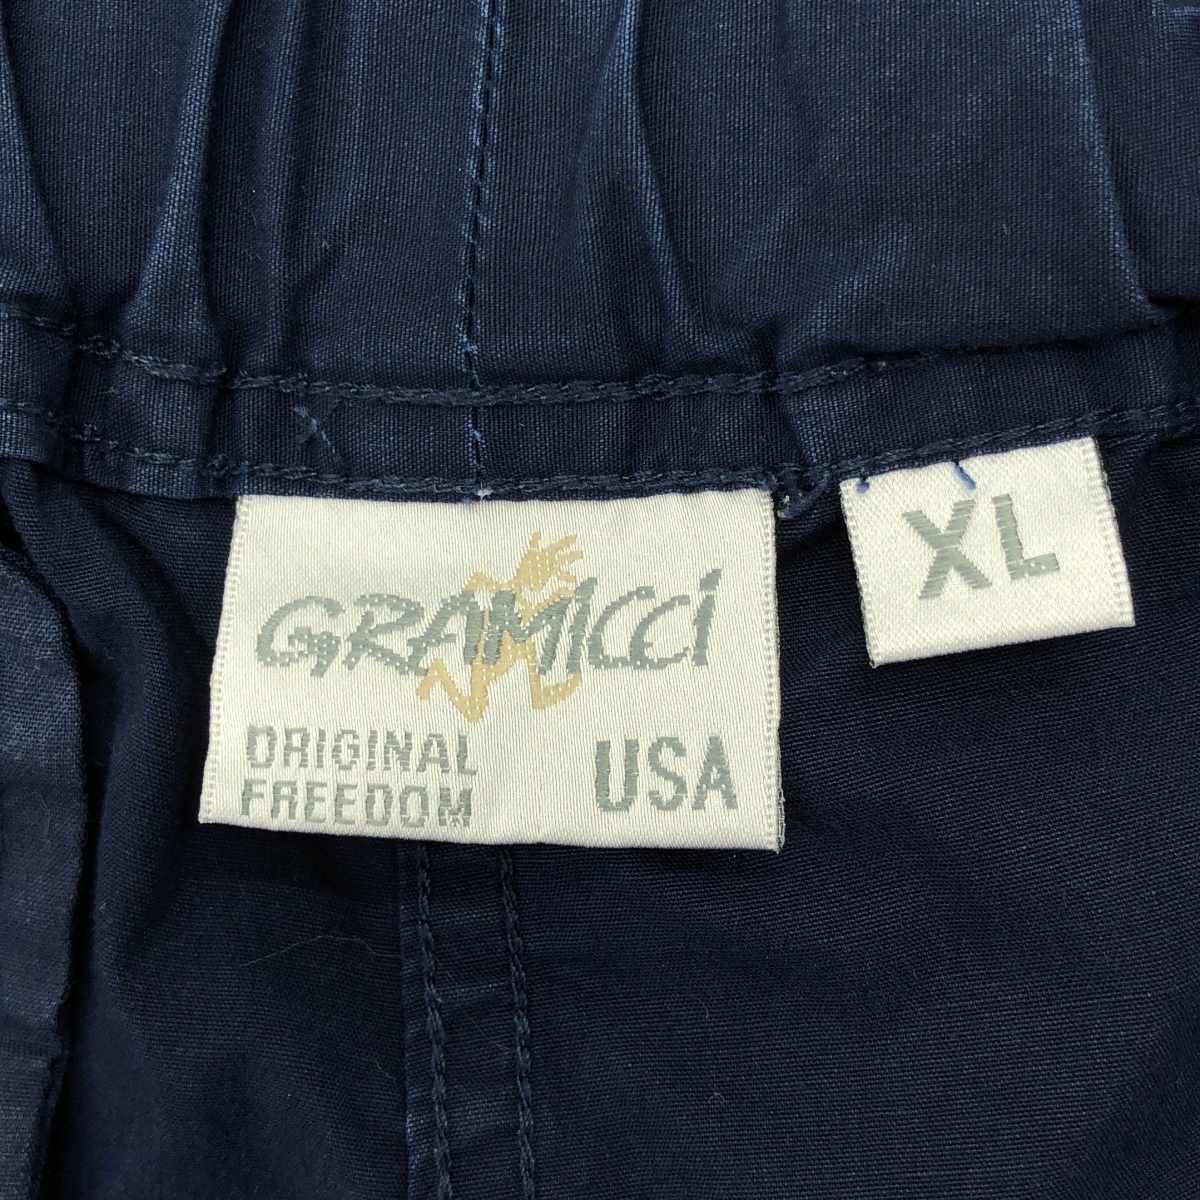 GRAMICCI
ORIGINAL
FREEDOM
USA
XL